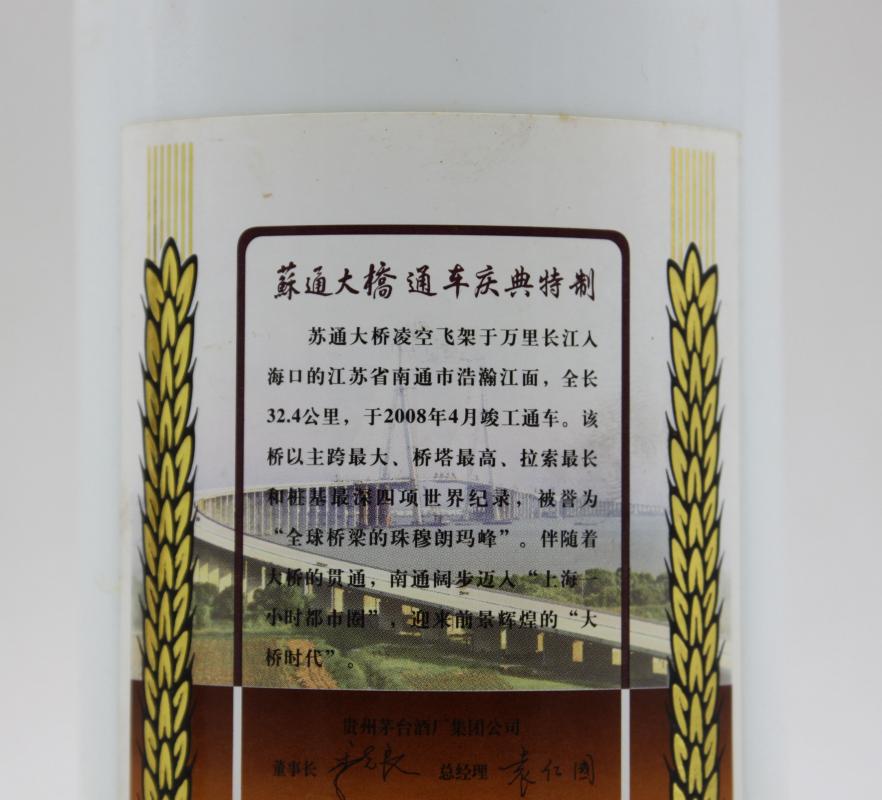 蘇通大橋通车庆典特制
苏通大桥凌空飞架于万里长江入
海口的江苏省南通市浩瀚江面，全长
32.4公里，于2008年4月竣工通车。该
桥以主跨最大、桥塔最高、拉索最长
和桩基最深四项世界纪录，被誉为
“全球桥梁的珠穆朗玛峰”。伴随着
大桥的贯通，南通阔步迈入“上海一
小时都市圈”，迎来前景辉煌的“大
桥时代”。
贵州茅台酒厂集团公司
董事长 季克良 总经理 袁仁国